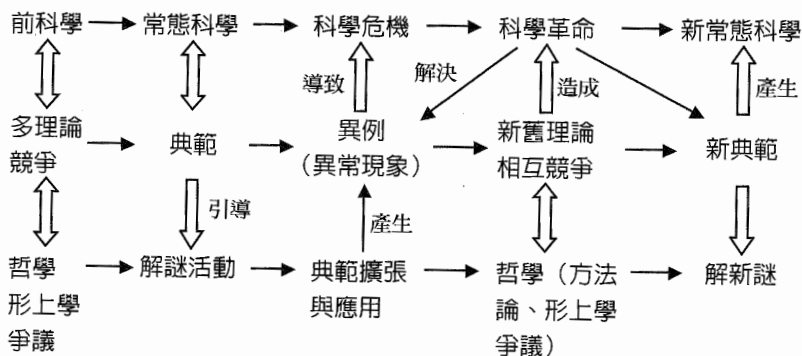 前科學 常態科學 科學危機 科學革命 新常態科學
導致 解決 造成 產生
多理論 異例 新舊理論
競爭 典範 (異常現象) 相互競爭 新典範
引導 產生
哲學 解謎活動 典範擴張 哲學(方法 解新謎
形上學 與應用 論、形上學
爭議 爭議)